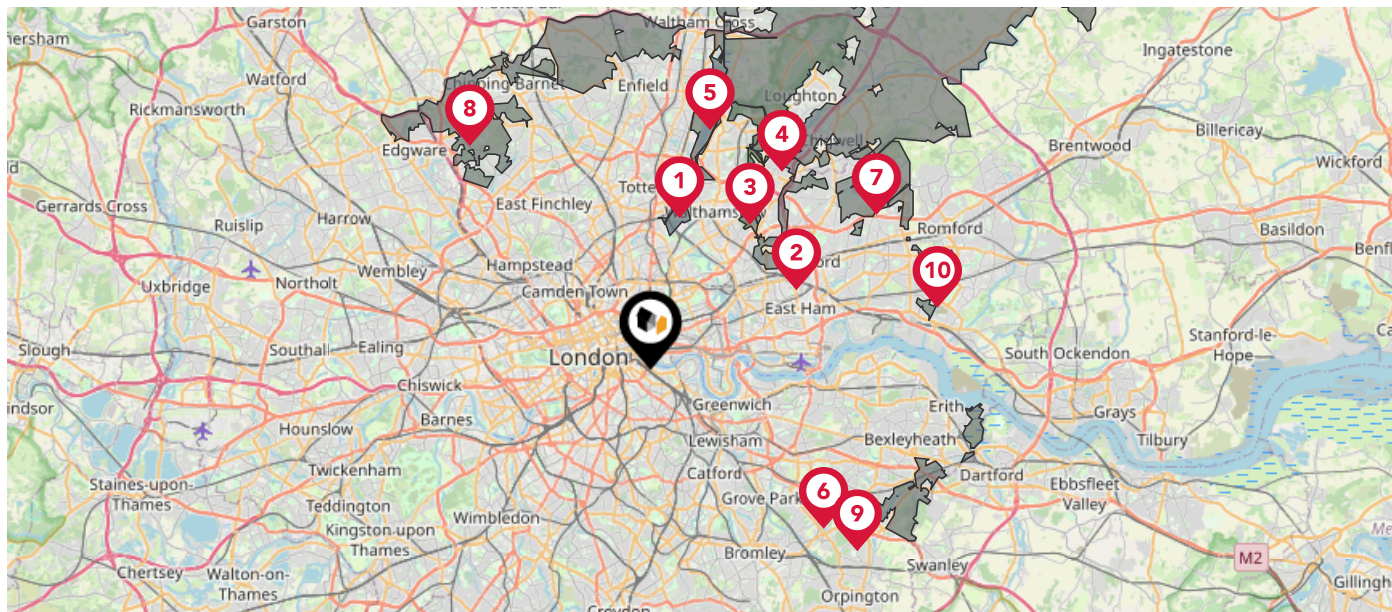 Garston
Waltham Cross
Ingatestone
Watford
Enfield
Loughton
Rickmansworth
5
8
4
Billericay
Edgware
Brentwood
Wickford
1
3
7
Gerrards Cross
East Finchley
Ruislip
Harrow
Romford
Basildon
2
Hampstead
Wembley
10
Uxbridge
Northolt
Camden Town
East Ham
Stanford-le-
Hope
Slough
Southall
Ealing
London
South Ockendon
Chiswick
Greenwich
Erith
Grays
Barnes
Hounslow
Lewisham
Bexleyheath
Tilbury
Twickenham
Catford
Dartford
Staines-upon-
Thames
Ebbsfleet
Valley
6
Grove Park
Teddington
9
Wimbledon
Kingston-upon
Thames
Bromley
M2
Swanley
Chertsey
Walton-on-
Thames
Orpington